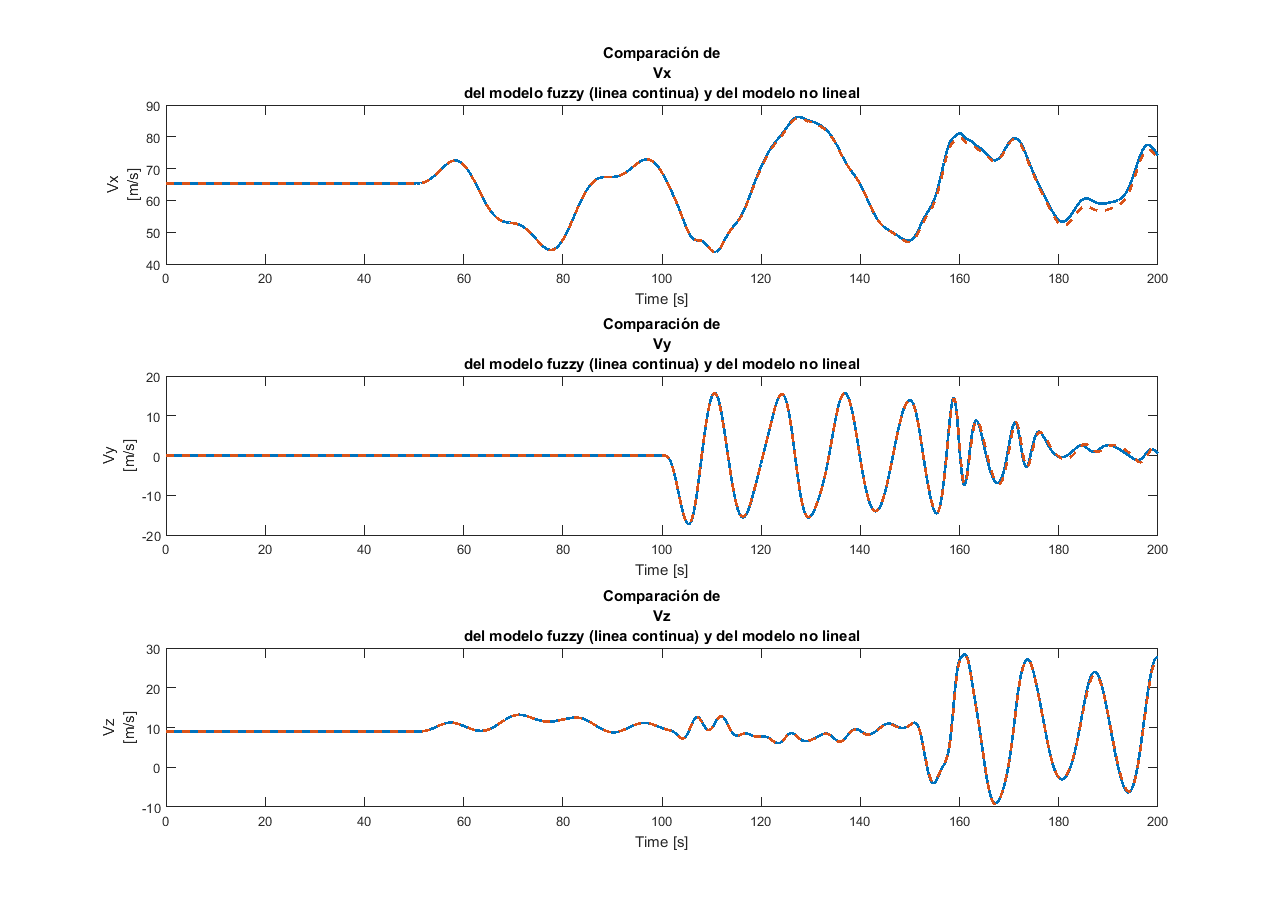 Comparación de
Vx
del modelo fuzzy (linea continua) y del modelo no lineal
90
80
70
60
50
40
Vx
[m/s]
0 20 40 60 80 100 120 140 160 180 200
Time [s]
Comparación de
Vy
del modelo fuzzy (linea continua) y del modelo no lineal
20
10
0
-10
-20
Vy
[m/s]
0 20 40 60 80 100 120 140 160 180 200
Time [s]
Comparación de
Vz
del modelo fuzzy (linea continua) y del modelo no lineal
30
20
10
0
-10
Vz
[m/s]
0 20 40 60 80 100 120 140 160 180 200
Time [s]